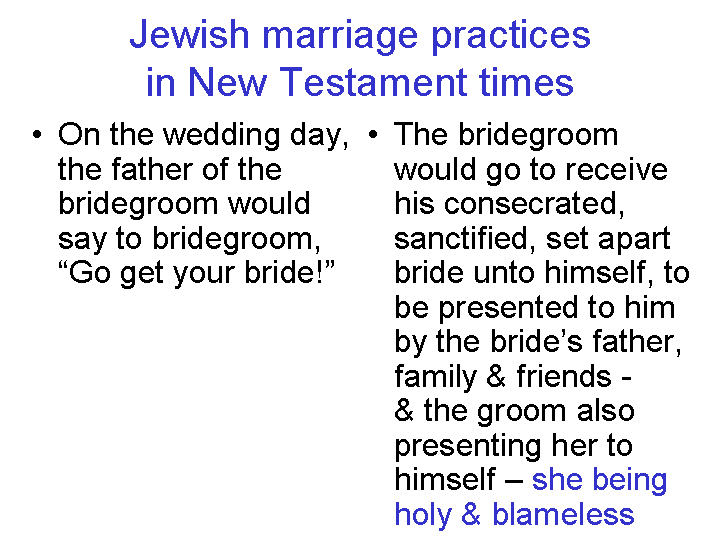 Jewish marriage practices
in New Testament times
• On the wedding day,
the father of the
bridegroom would
say to bridegroom,
“Go get your bride!”
• The bridegroom
would go to receive
his consecrated,
sanctified, set apart
bride unto himself, to
be presented to him
by the bride’s father,
family & friends -
& the groom also
presenting her to
himself – she being
holy & blameless